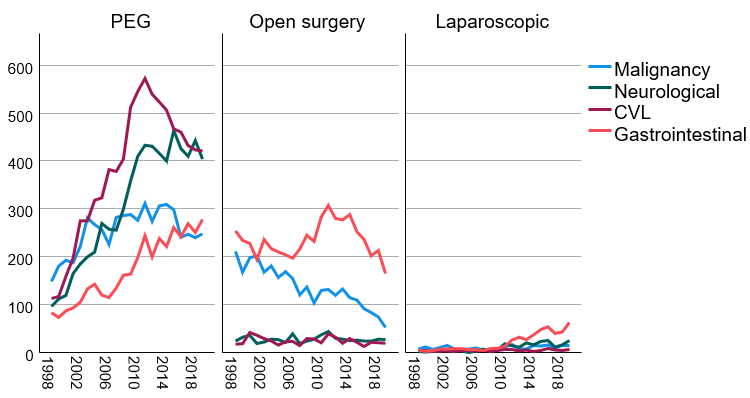 PEG Open surgery Laparoscopic
Malignancy
Neurological
CVL
Gastrointestinal
600
500
400
300
200
100
0
1998 2002 2006 2010 2014 2018 1998 2002 2006 2010 2014 2018 1998 2002 2006 2010 2014 2018